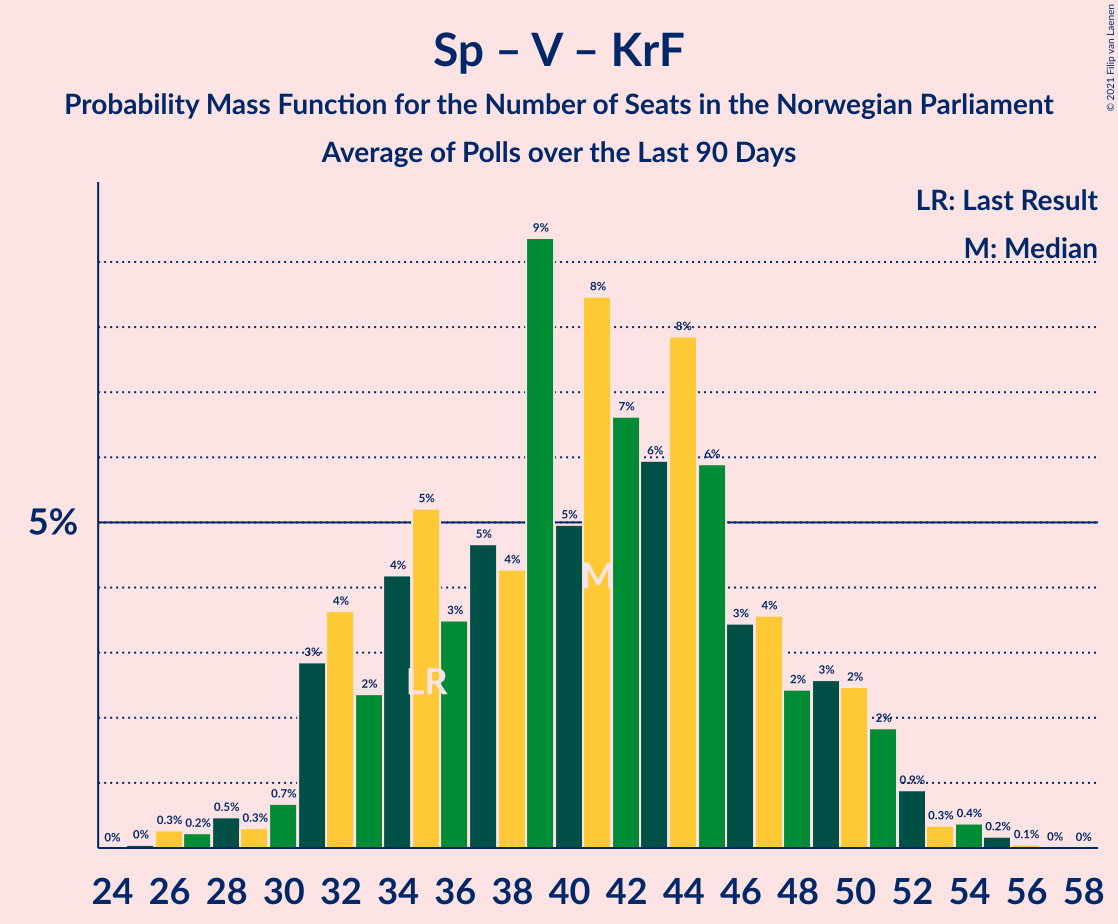 Sp – V – KrF
Probability Mass Function for the Number of Seats in the Norwegian Parliament
Average of Polls over the Last 90 Days
© 2021 Filip van Laenen
LR: Last Result
M: Median
5%
0% 0% 0.3% 0.2% 0.5% 0.3% 0.7% 3% 4% 2% 4% 5% 3% 5% 4% 9% 5% 8% 7% 6% 8% 6% 3% 4% 2% 3% 2% 2% 0.9% 0.3% 0.4% 0.2% 0.1% 0% 0%
M
LR
24 26 28 30 32 34 36 38 40 42 44 46 48 50 52 54 56 58